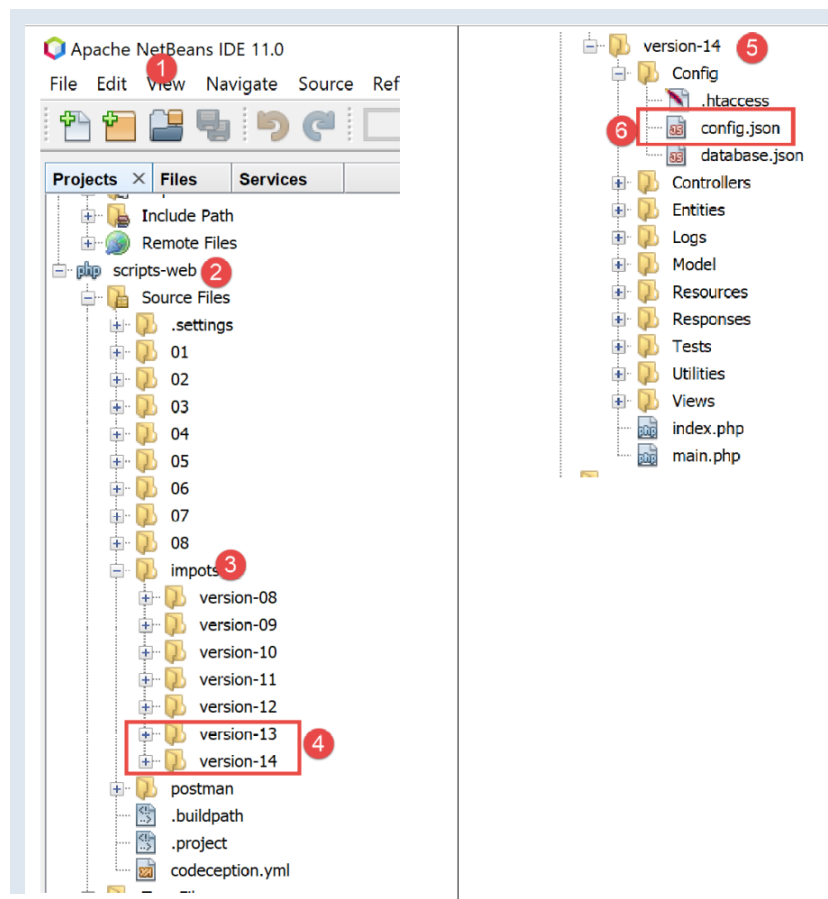 Apache NetBeans IDE 11.0
1
File Edit View Navigate Source Ref
Projects × Files Services
Include Path
Remote Files
php scripts-web 2
Source Files
.settings
01
02
03
04
05
06
07
08
impots 3
version-08
version-09
version-10
version-11
version-12
version-13
4
version-14
postman
.buildpath
.project
codeception.yml
version-14 5
Config
.htaccess
6 config.json
database.json
Controllers
Entities
Logs
Model
Resources
Responses
Tests
Utilities
Views
php index.php
php main.php